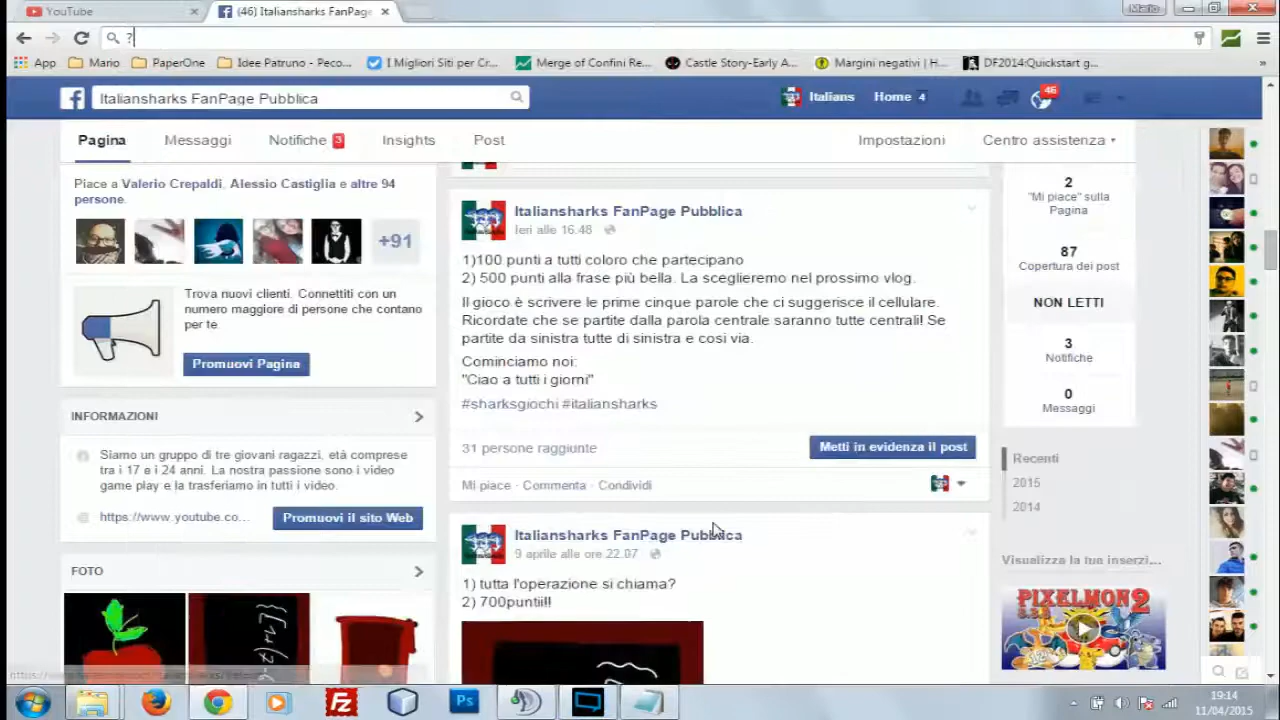 YouTube
(46) Italiansharks FanPage
Mario
?
App
Mario
PaperOne
Idee Patruno - Peco...
I Migliori Siti per Cr...
Merge of Confini Re...
Castle Story-Early A...
Margini negativi | H...
DF2014:Quickstart g...
»
Italiansharks FanPage Pubblica
Italians
Home 4
46
Pagina
Messaggi
Notifiche 3
Insights
Post
Impostazioni
Centro assistenza
Piace a Valerio Crepaldi, Alessio Castiglia e altre 94
persone.
+91
Trova nuovi clienti. Connettiti con un
numero maggiore di persone che contano
per te.
Promuovi Pagina
INFORMAZIONI
Siamo un gruppo di tre giovani ragazzi, età comprese
tra i 17 e i 24 anni. La nostra passione sono i video
game play e la trasferiamo in tutti i video.
https://www.youtube.co...
Promuovi il sito Web
FOTO
Italiansharks FanPage Pubblica
Ieri alle 16.48
1)100 punti a tutti coloro che partecipano
2) 500 punti alla frase più bella. La sceglieremo nel prossimo vlog.
Il gioco è scrivere le prime cinque parole che ci suggerisce il cellulare.
Ricordate che se partite dalla parola centrale saranno tutte centrali! Se
partite da sinistra tutte di sinistra e cosi via.
Cominciamo noi:
"Ciao a tutti i giorni"
#sharksgiochi #italiansharks
31 persone raggiunte
Metti in evidenza il post
Mi piace · Commenta · Condividi
Italiansharks FanPage Pubblica
9 aprile alle ore 22.07
1) tutta l'operazione si chiama?
2) 700puntiil!
2
"Mi piace" sulla
Pagina
87
Copertura dei post
NON LETTI
3
Notifiche
0
Messaggi
Recenti
2015
2014
Visualizza la tue inserzi...
PIXELMON 2
Ps
19:14
11/04/2015